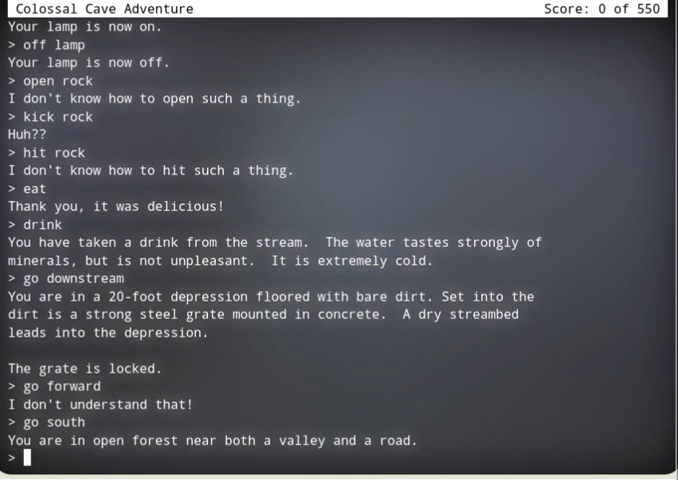 Colossal Cave Adventure Score: 0 of 550
Your lamp is now on.
> off lamp
Your lamp is now off.
> open rock
I don't know how to open such a thing.
> kick rock
Huh??
> hit rock
I don't know how to hit such a thing.
> eat
Thank you, it was delicious!
> drink
You have taken a drink from the stream.  The water tastes strongly of
minerals, but is not unpleasant.  It is extremely cold.
> go downstream
You are in a 20-foot depression floored with bare dirt. Set into the
dirt is a strong steel grate mounted in concrete.  A dry streambed
leads into the depression.
The grate is locked.
> go forward
I don't understand that!
> go south
You are in open forest near both a valley and a road.
>